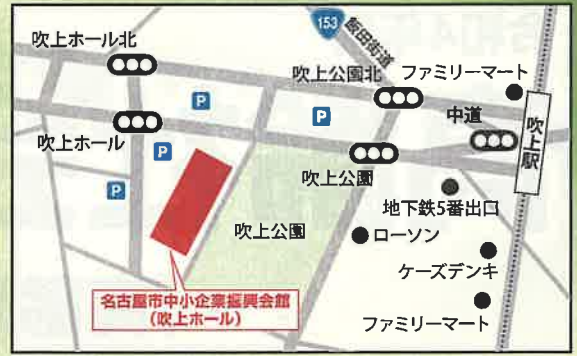 153
飯田街道
吹上ホール北
吹上公園北
ファミリーマート
P
P
中道
吹上駅
吹上ホール
P
吹上公園
P
地下鉄5番出口
吹上公園
ローソン
ケーズデンキ
名古屋市中小企業振興会館
（吹上ホール）
ファミリーマート